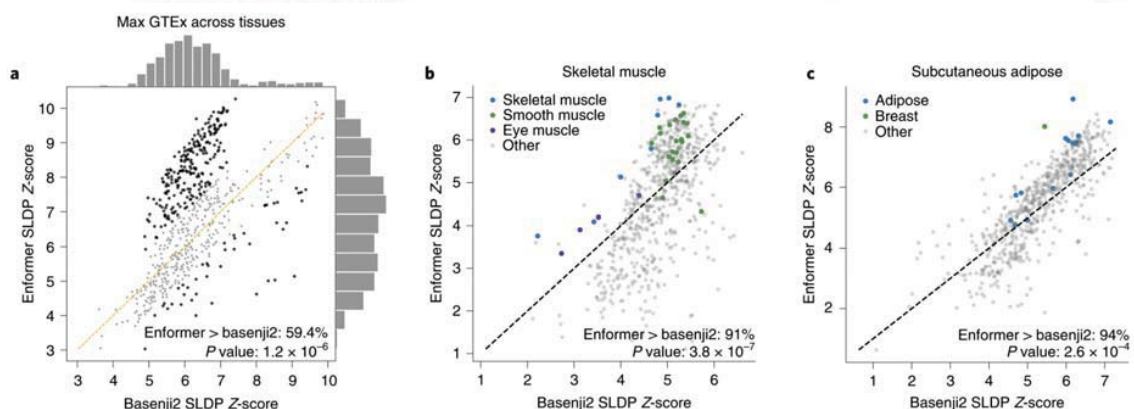 Max GTEx across tissues
a
10
9
8
7
6
5
4
3
Enformer SLDP Z-score
Enformer > basenji2: 59.4%
P value: 1.2 × 10⁻⁶
3 4 5 6 7 8 9 10
Basenji2 SLDP Z-score
b
Skeletal muscle
Skeletal muscle
Smooth muscle
Eye muscle
Other
7
6
5
4
3
2
1
Enformer SLDP Z-score
Enformer > basenji2: 91%
P value: 3.8 × 10⁻⁷
1 2 3 4 5 6
Basenji2 SLDP Z-score
c
Subcutaneous adipose
Adipose
Breast
Other
8
6
4
2
Enformer SLDP Z-score
Enformer > basenji2: 94%
P value: 2.6 × 10⁻⁴
1 2 3 4 5 6 7
Basenji2 SLDP Z-score